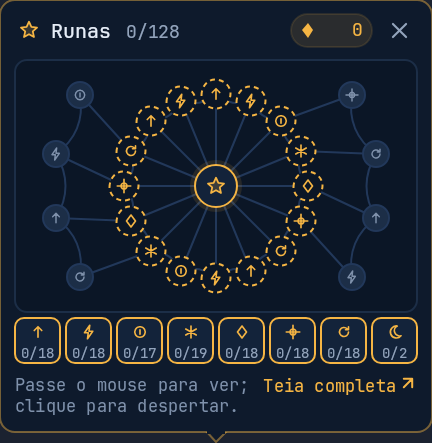 Runas 0/128 0
0/18 0/18 0/17 0/19 0/18 0/18 0/18 0/2
Passe o mouse para ver; Teia completa
clique para despertar.